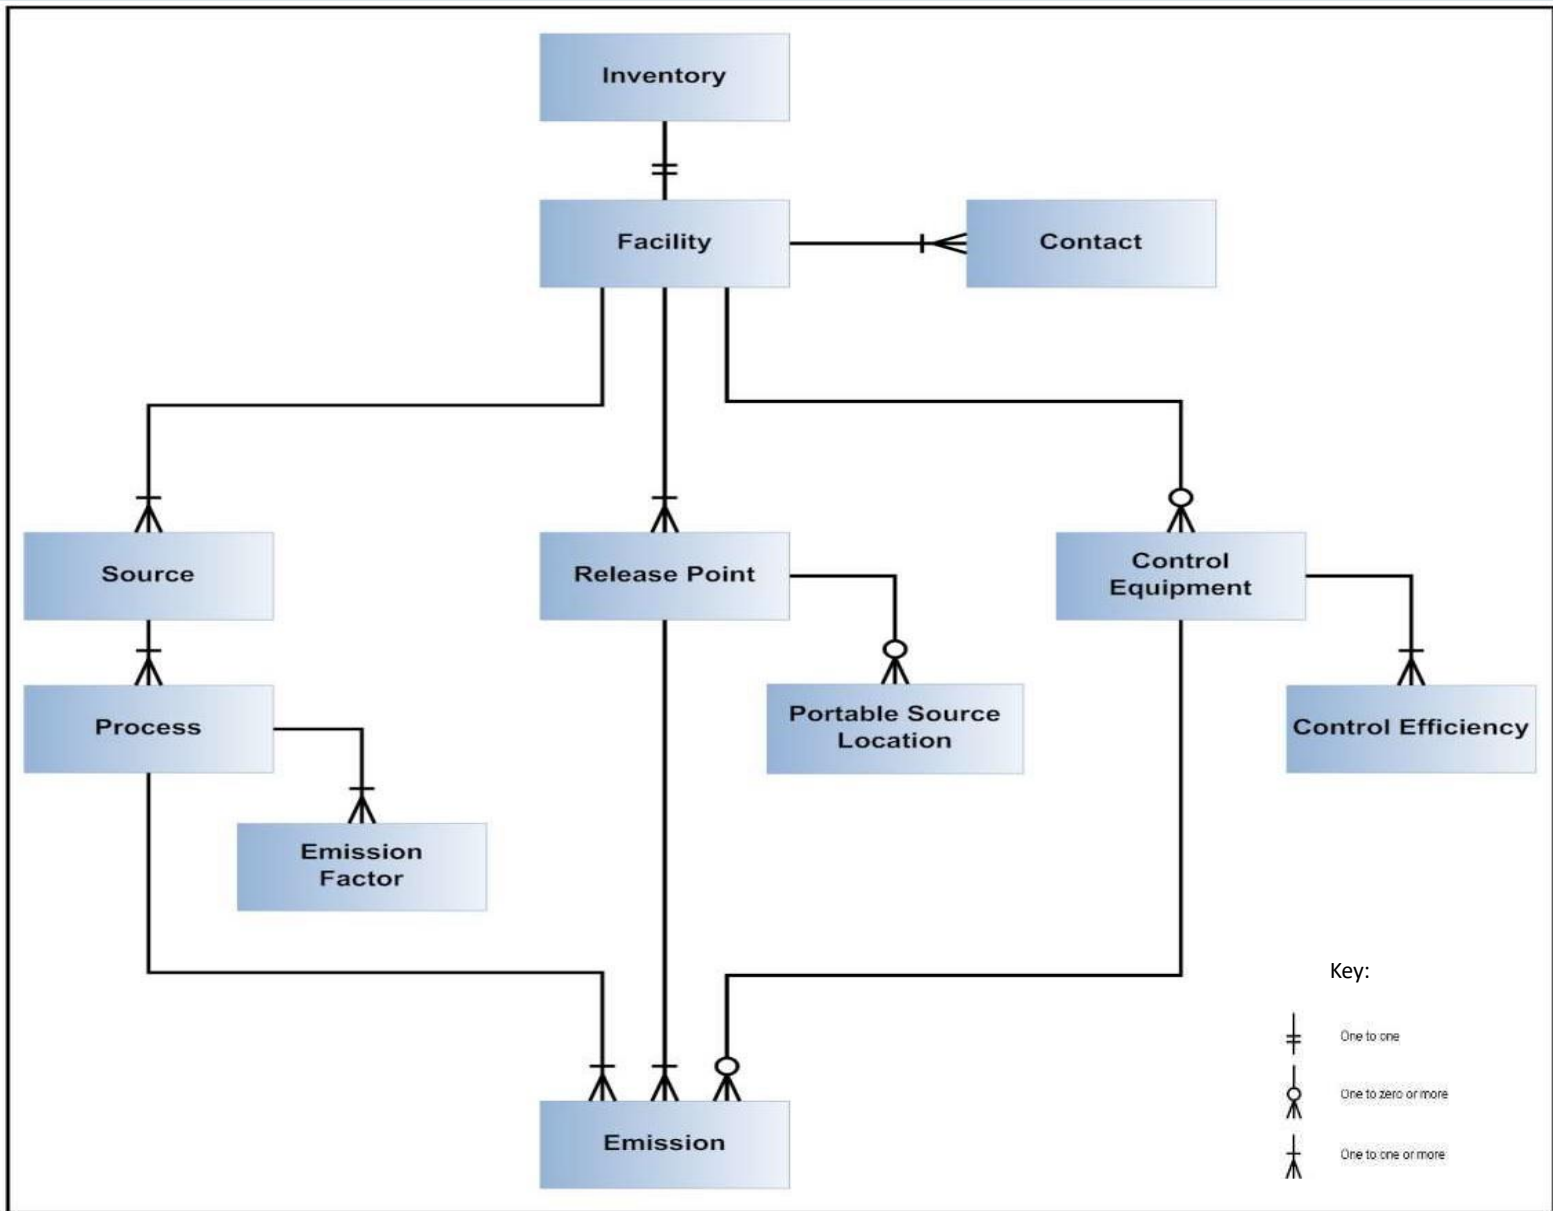 Inventory
Facility
Contact
Source
Release Point
Control
Equipment
Process
Portable Source
Location
Control Efficiency
Emission
Factor
Key:
One to one
One to zero or more
One to one or more
Emission